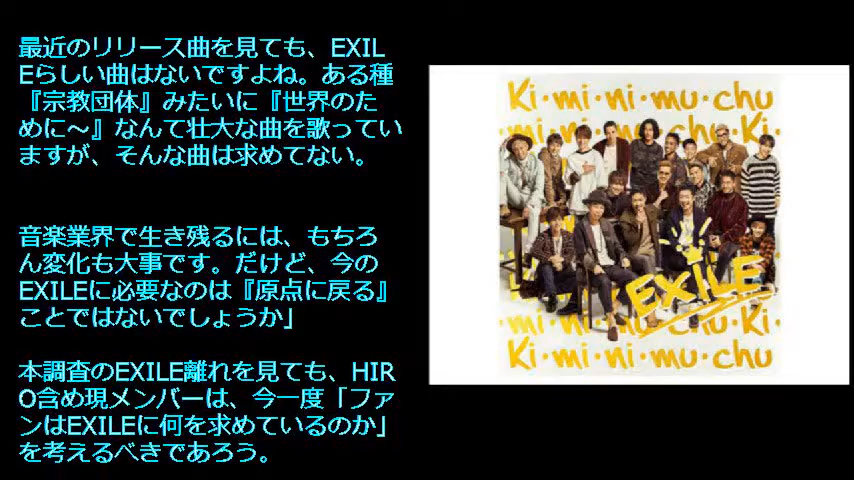 最近のリリース曲を見ても、EXIL
Eらしい曲はないですよね。ある種
『宗教団体』みたいに『世界のた
めに～』なんて壮大な曲を歌ってい
ますが、そんな曲は求めてない。
音楽業界で生き残るには、もちろ
ん変化も大事です。だけど、今の
EXILEに必要なのは『原点に戻る』
ことではないでしょうか」
本調査のEXILE離れを見ても、HIR
O含め現メンバーは、今一度「ファ
ンはEXILEに何を求めているのか」
を考えるべきであろう。
Ki・mi・ni・mu・chu
mi・ni・mu・chu・Ki・
EXILE
mi・ni・mu・chu・Ki・
Ki・mi・ni・mu・chu